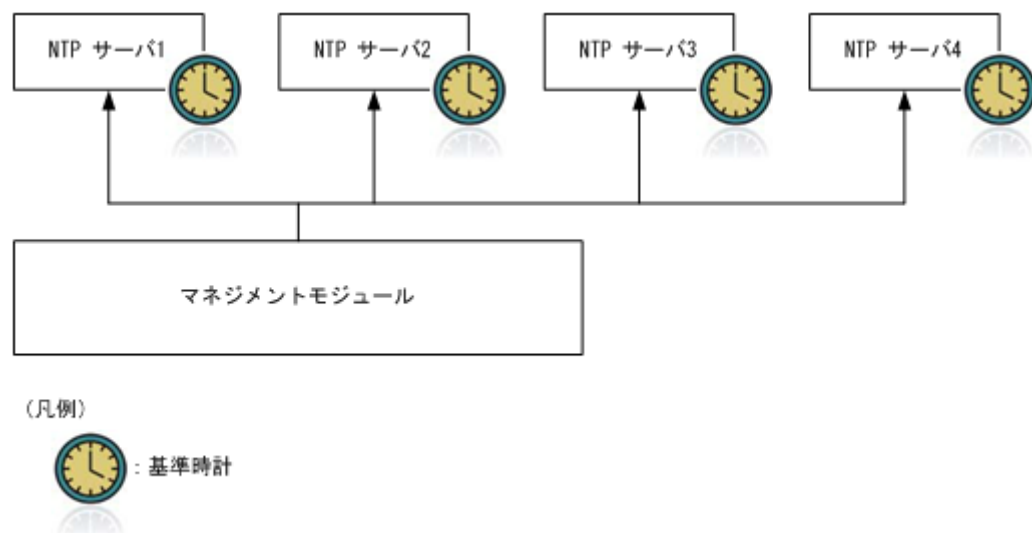 NTP サーバ1
NTP サーバ2
NTP サーバ3
NTP サーバ4
マネジメントモジュール
(凡例)
: 基準時計